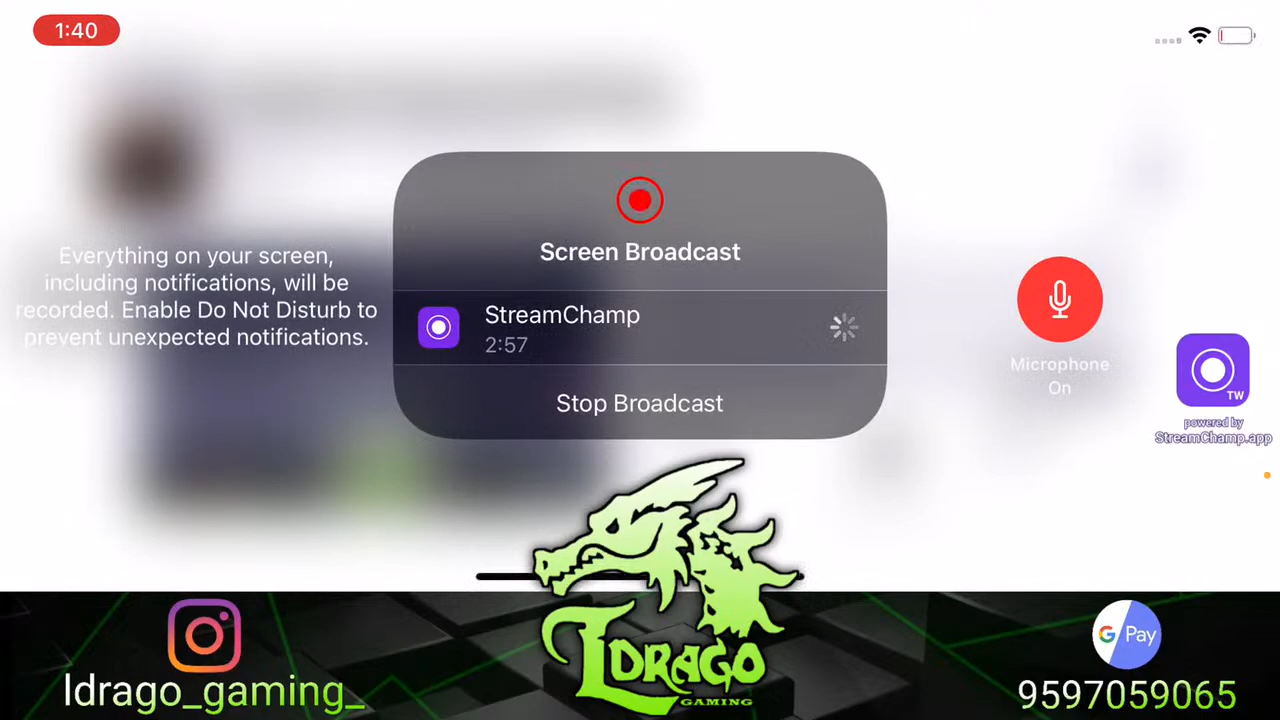 1:40
Screen Broadcast
Everything on your screen,
including notifications, will be
recorded. Enable Do Not Disturb to
prevent unexpected notifications.
StreamChamp
2:57
Stop Broadcast
Microphone
On
TW
powered by
StreamChamp.app
LDRAGO
GAMING
ldrago_gaming_
G Pay
9597059065